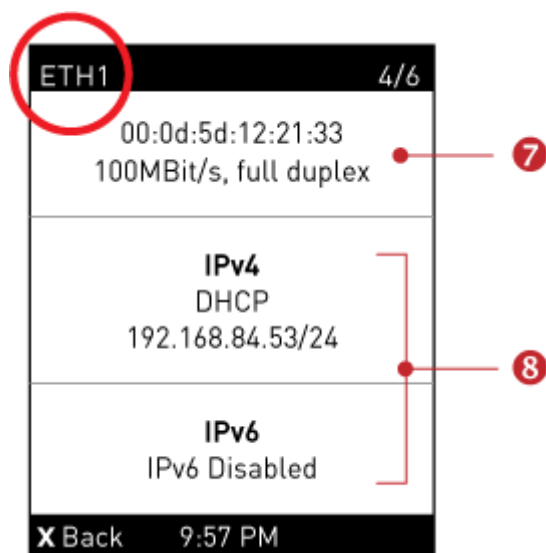 ETH1 4/6
00:0d:5d:12:21:33
100MBit/s, full duplex
7
IPv4
DHCP
192.168.84.53/24
8
IPv6
IPv6 Disabled
X Back 9:57 PM